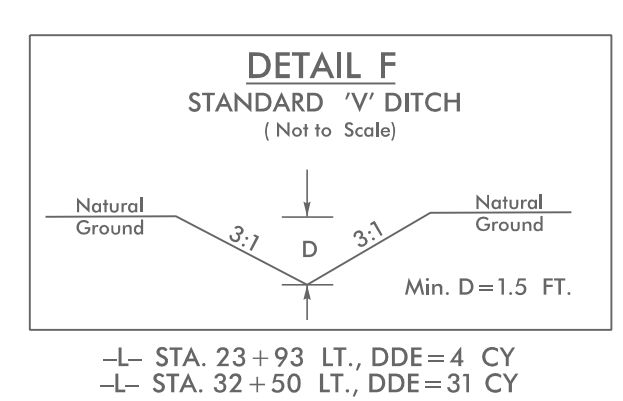 DETAIL F
STANDARD 'V' DITCH
( Not to Scale)
Natural
Ground
3:1
D
3:1
Natural
Ground
Min. D=1.5 FT.
–L– STA. 23+93 LT., DDE=4 CY
–L– STA. 32+50 LT., DDE=31 CY